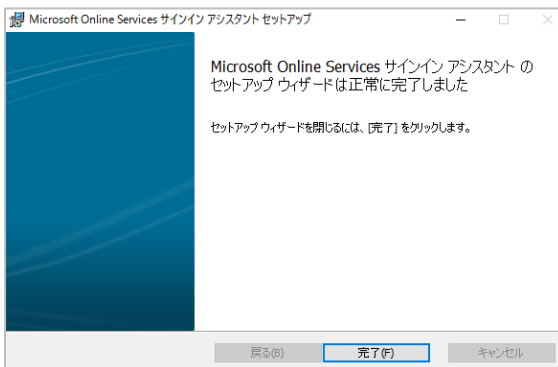 Microsoft Online Services サインイン アシスタント セットアップ
Microsoft Online Services サインイン アシスタント の
セットアップ ウィザードは正常に完了しました
セットアップ ウィザードを閉じるには、[完了] をクリックします。
戻る(B)
完了(F)
キャンセル